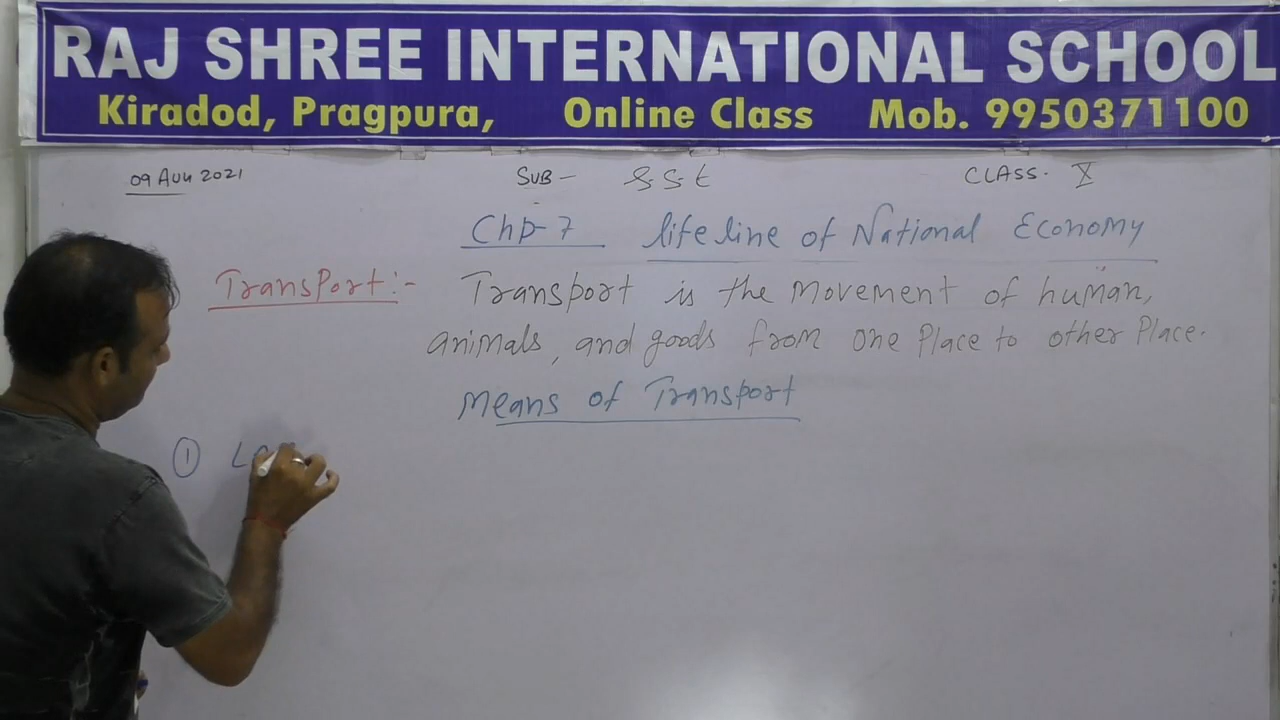 RAJ SHREE INTERNATIONAL SCHOOL
Kiradod, Pragpura, Online Class Mob. 9950371100
09 Aug 2021 SUB- S.S.t CLASS. X
Chp-7 lifeline of National Economy
Transport:- Transport is the movement of human,
animals, and goods from one Place to other Place.
Means of Transport
①